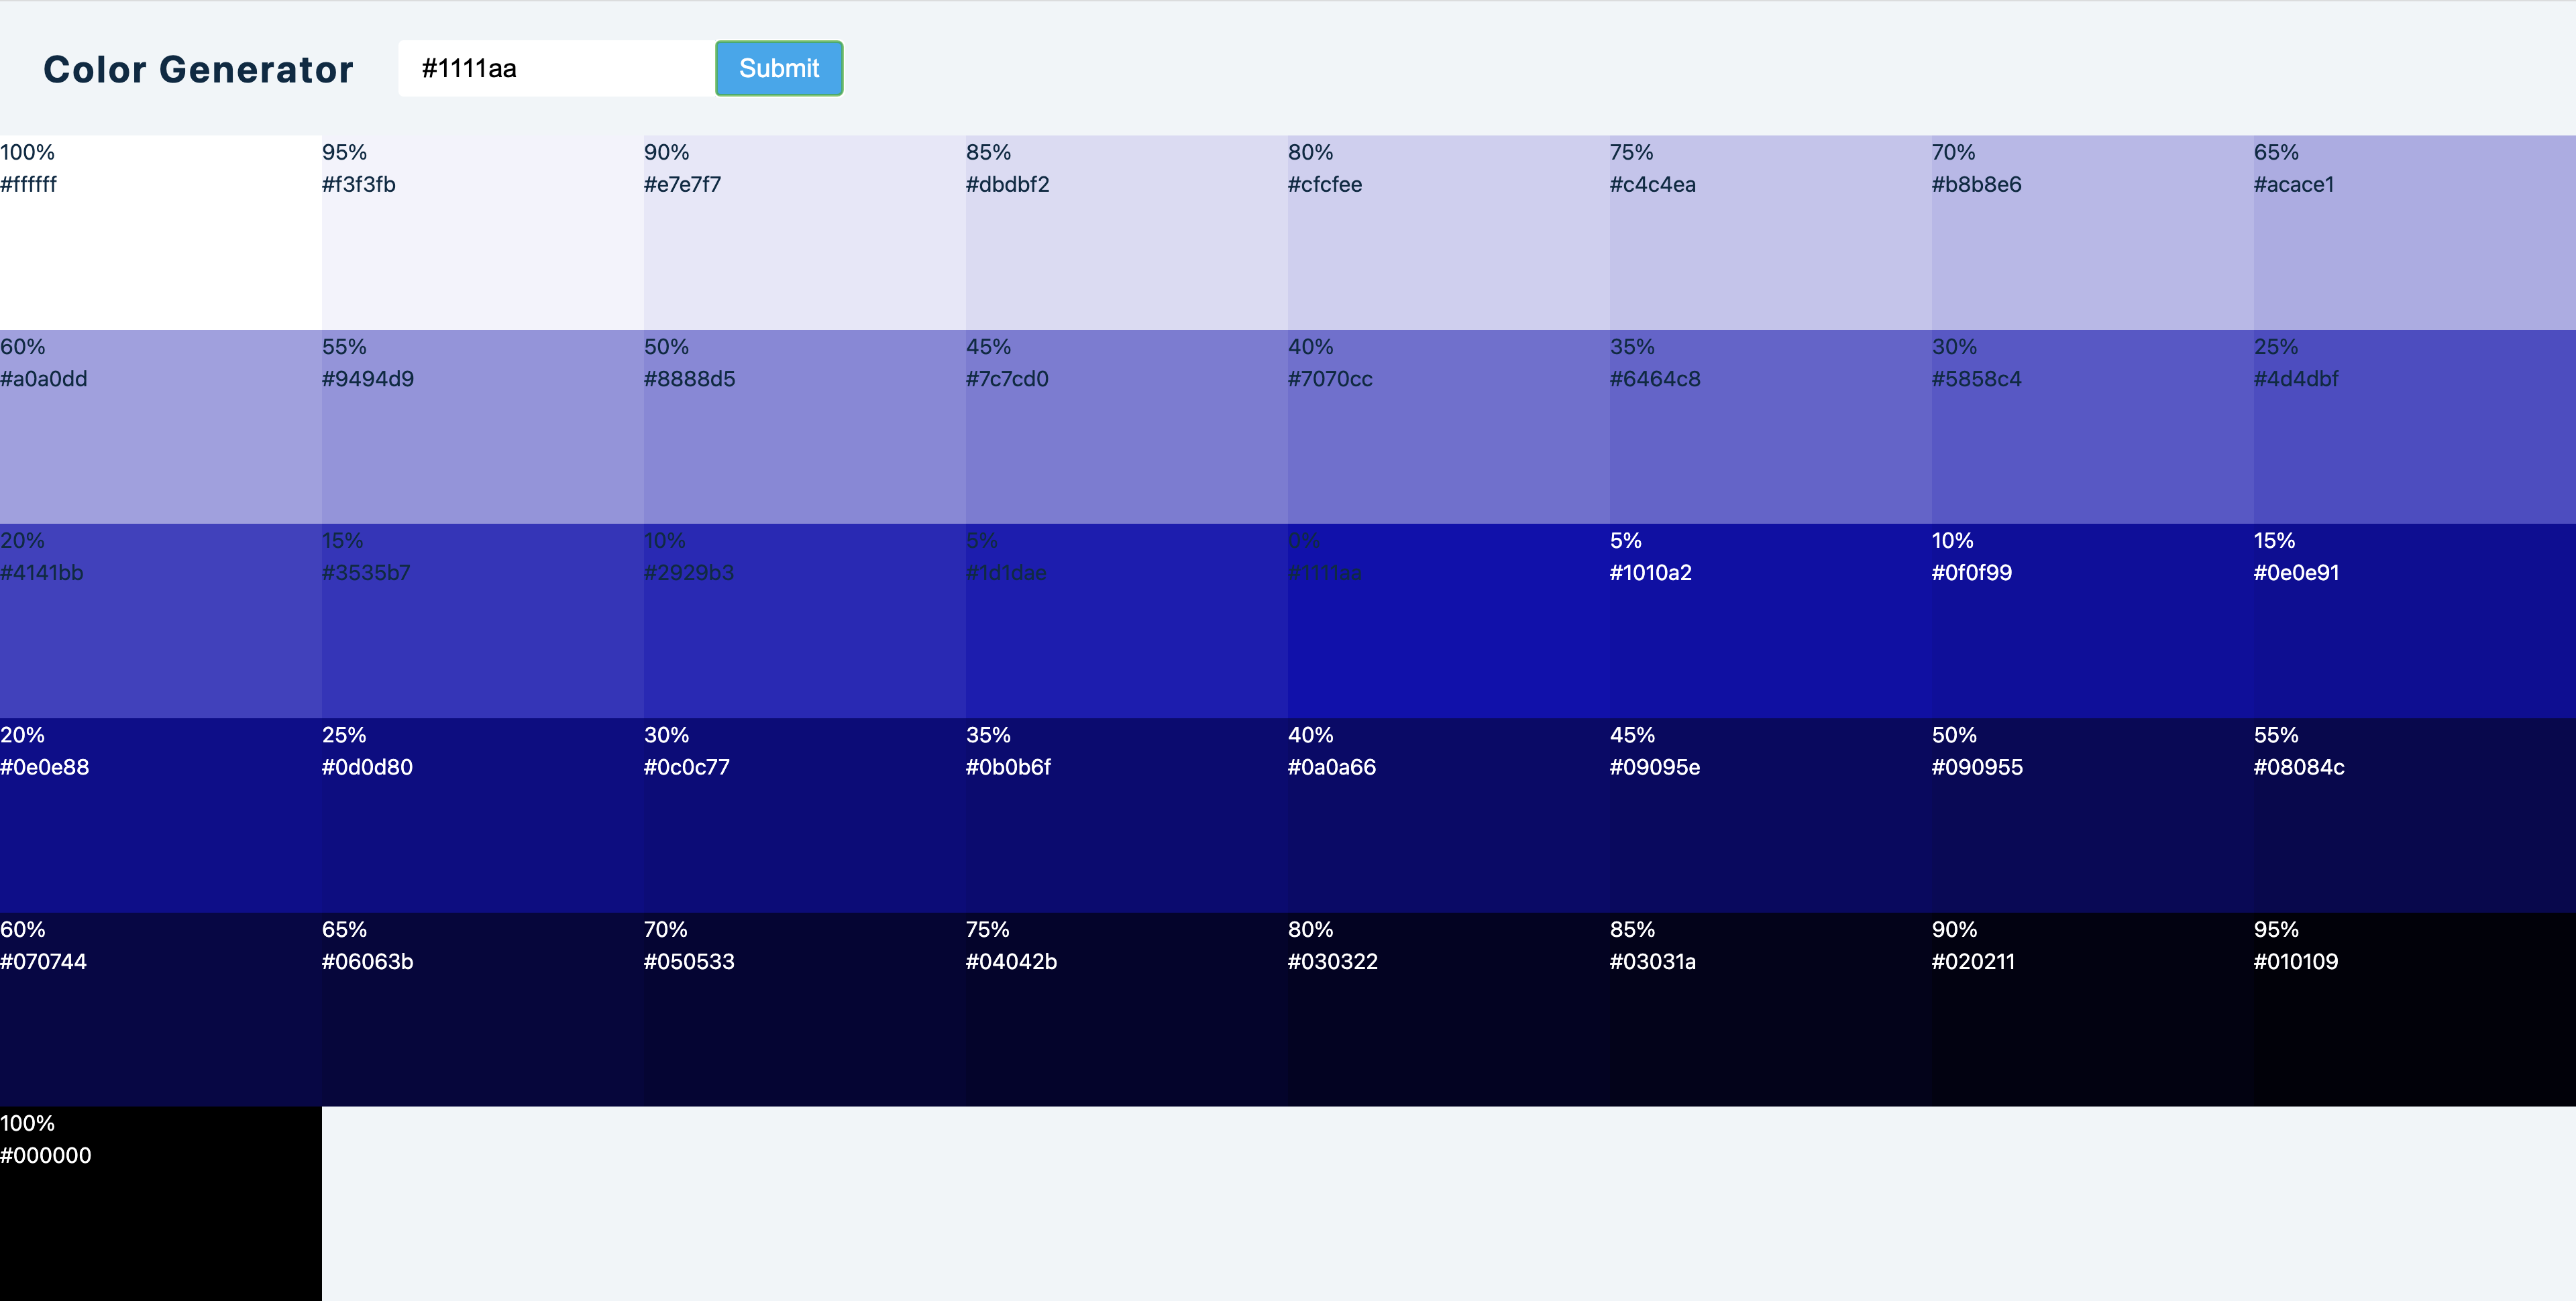 Color Generator
#1111aa
Submit
100%
#ffffff
95%
#f3f3fb
90%
#e7e7f7
85%
#dbdbf2
80%
#cfcfee
75%
#c4c4ea
70%
#b8b8e6
65%
#acace1
60%
#a0a0dd
55%
#9494d9
50%
#8888d5
45%
#7c7cd0
40%
#7070cc
35%
#6464c8
30%
#5858c4
25%
#4d4dbf
20%
#4141bb
15%
#3535b7
10%
#2929b3
5%
#1d1dae
0%
#1111aa
5%
#1010a2
10%
#0f0f99
15%
#0e0e91
20%
#0e0e88
25%
#0d0d80
30%
#0c0c77
35%
#0b0b6f
40%
#0a0a66
45%
#09095e
50%
#090955
55%
#08084c
60%
#070744
65%
#06063b
70%
#050533
75%
#04042b
80%
#030322
85%
#03031a
90%
#020211
95%
#010109
100%
#000000